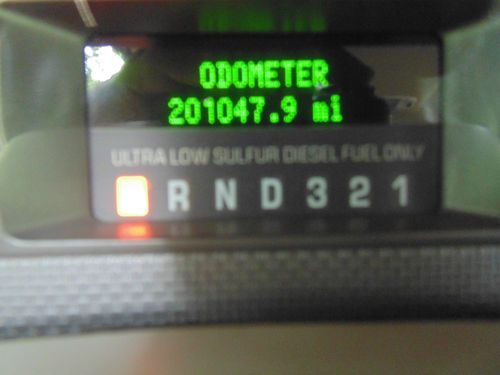 ODOMETER
201047.9 mi
ULTRA LOW SULFUR DIESEL FUEL ONLY
R N D 3 2 1